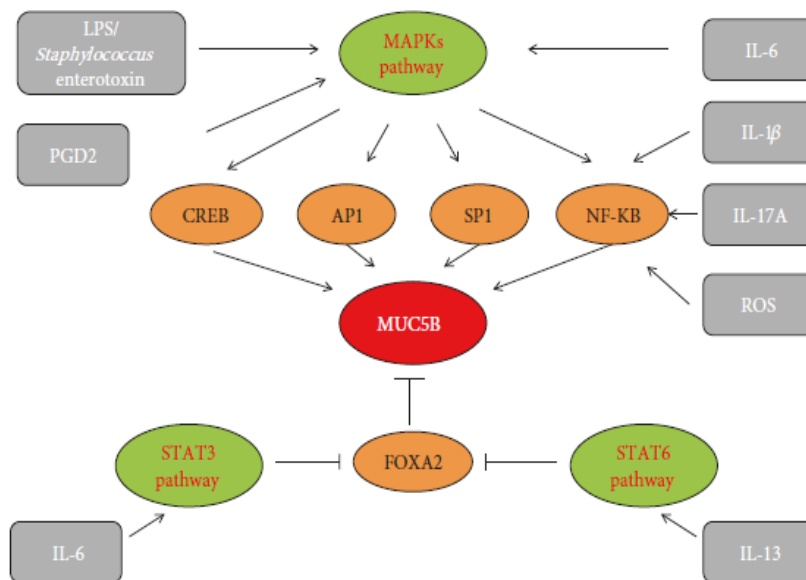 LPS/
Staphylococcus
enterotoxin
MAPKs
pathway
IL-6
PGD2
IL-1β
CREB
AP1
SP1
NF-KB
IL-17A
MUC5B
ROS
STAT3
pathway
FOXA2
STAT6
pathway
IL-6
IL-13